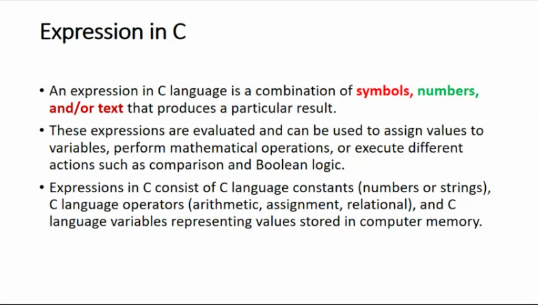 Expression in C
• An expression in C language is a combination of symbols, numbers,
and/or text that produces a particular result.
• These expressions are evaluated and can be used to assign values to
variables, perform mathematical operations, or execute different
actions such as comparison and Boolean logic.
• Expressions in C consist of C language constants (numbers or strings),
C language operators (arithmetic, assignment, relational), and C
language variables representing values stored in computer memory.